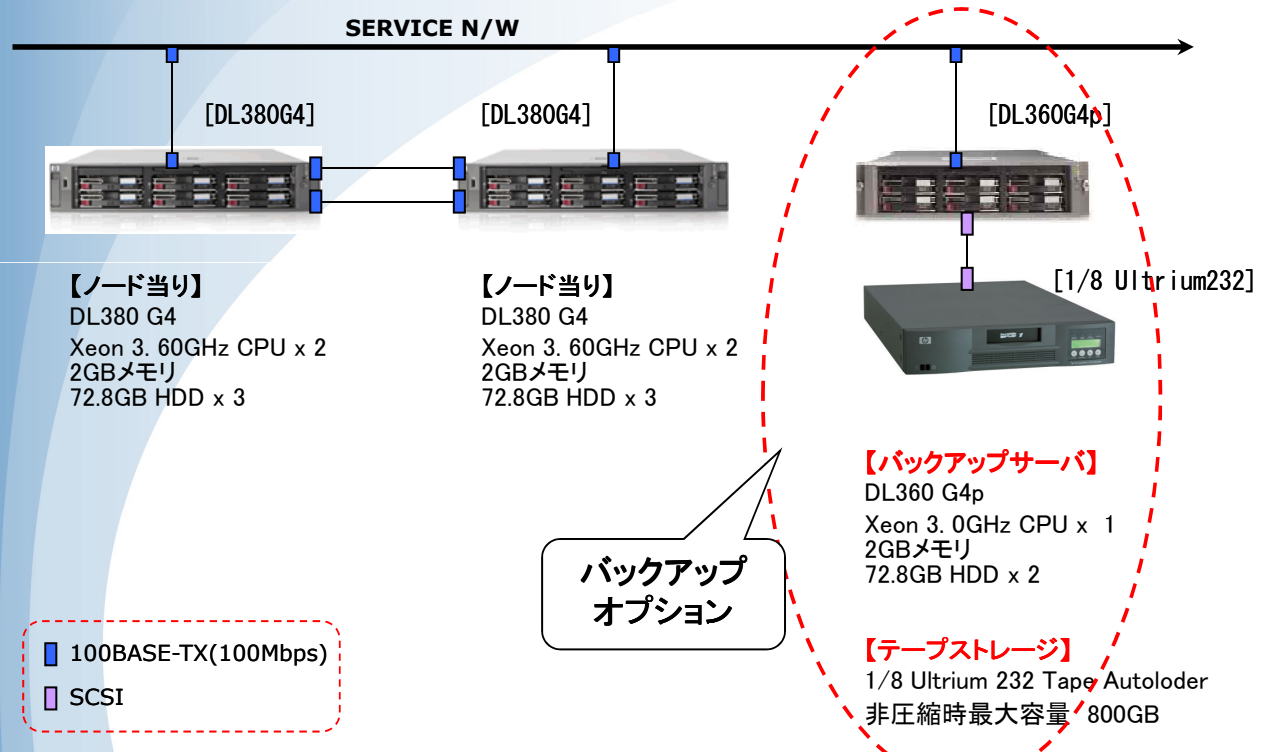 SERVICE N/W
[DL380G4]
[DL380G4]
[DL360G4p]
【ノード当り】
DL380 G4
Xeon 3. 60GHz CPU x 2
2GBメモリ
72.8GB HDD x 3
【ノード当り】
DL380 G4
Xeon 3. 60GHz CPU x 2
2GBメモリ
72.8GB HDD x 3
[1/8 Ultrium232]
【バックアップサーバ】
DL360 G4p
Xeon 3. 0GHz CPU x 1
2GBメモリ
72.8GB HDD x 2
バックアップ
オプション
【テープストレージ】
1/8 Ultrium 232 Tape Autoloder
非圧縮時最大容量 800GB
100BASE-TX(100Mbps)
SCSI